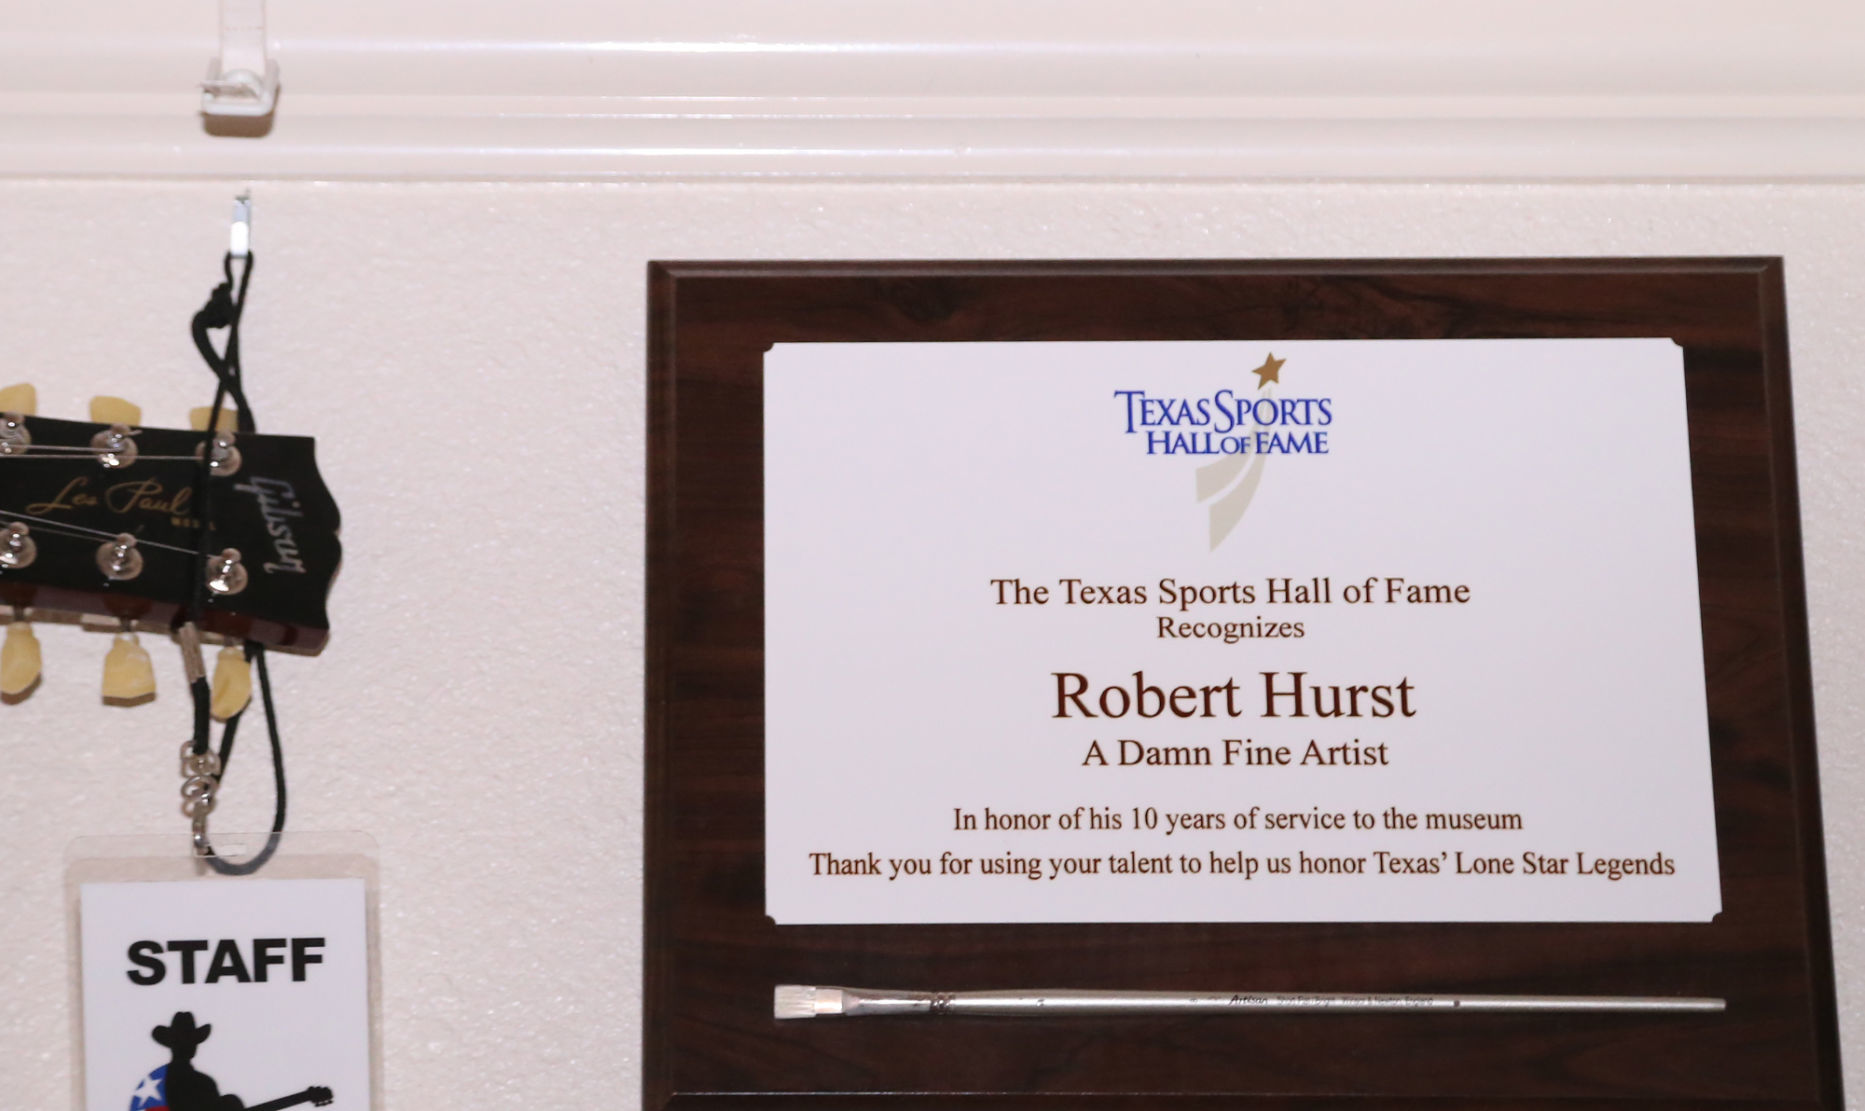 Les Paul
MODEL
Gibson
STAFF
TEXAS SPORTS
HALL OF FAME
The Texas Sports Hall of Fame
Recognizes
Robert Hurst
A Damn Fine Artist
In honor of his 10 years of service to the museum
Thank you for using your talent to help us honor Texas’ Lone Star Legends
Artisan